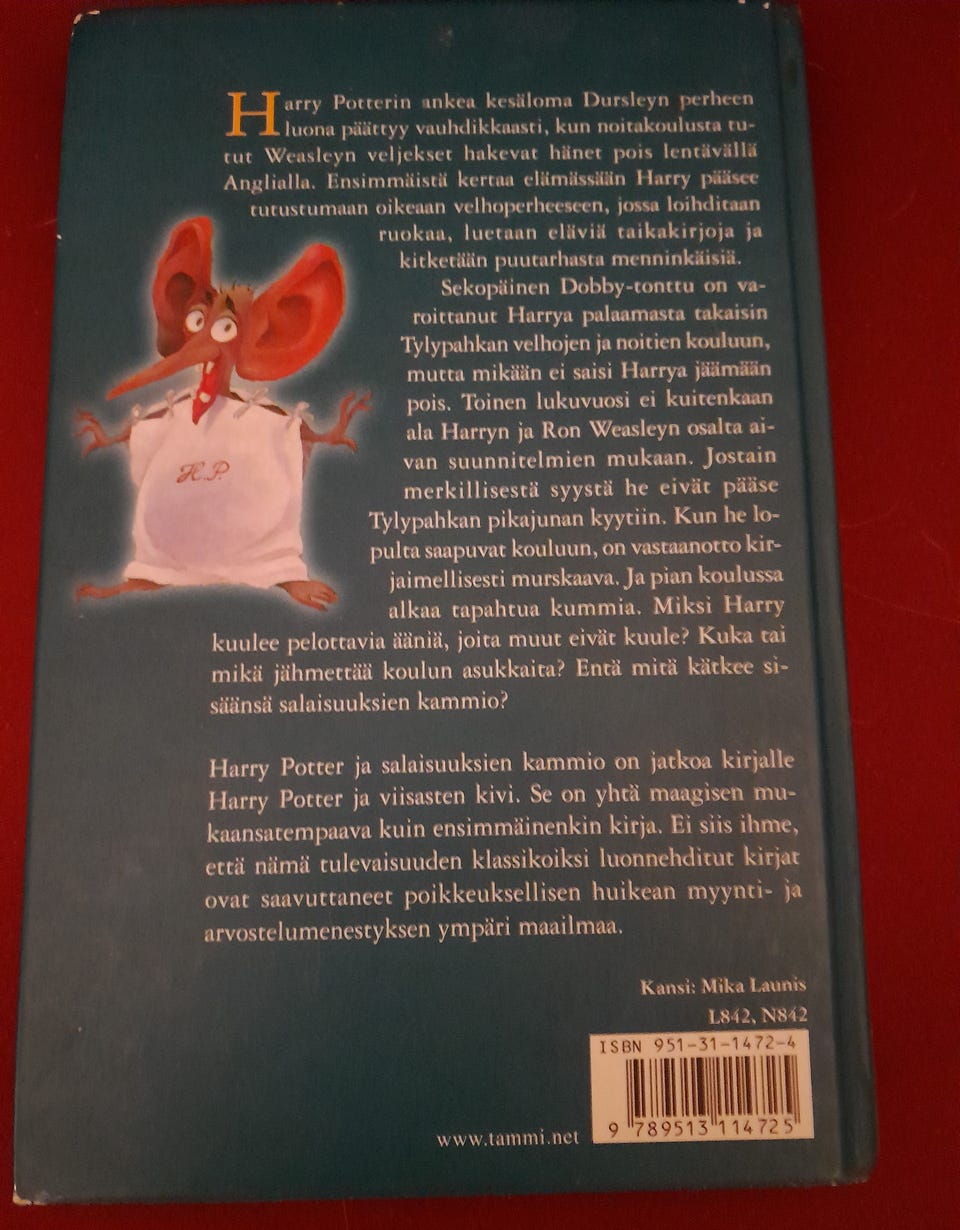 Harry Potterin ankea kesäloma Dursleyn perheen
luona päättyy vauhdikkaasti, kun noitakoulusta tu-
tut Weasleyn veljekset hakevat hänet pois lentävällä
Anglialla. Ensimmäistä kertaa elämässään Harry pääsee
tutustumaan oikeaan velhoperheeseen, jossa loihditaan
ruokaa, luetaan eläviä taikakirjoja ja
kitketään puutarhasta menninkäisiä.
Sekopäinen Dobby-tonttu on va-
roittanut Harrya palaamasta takaisin
Tylypahkan velhojen ja noitien kouluun,
mutta mikään ei saisi Harrya jäämään
pois. Toinen lukuvuosi ei kuitenkaan
ala Harryn ja Ron Weasleyn osalta ai-
van suunnitelmien mukaan. Jostain
merkillisestä syystä he eivät pääse
Tylypahkan pikajunan kyytiin. Kun he lo-
pulta saapuvat kouluun, on vastaanotto kir-
jaimellisesti murskaava. Ja pian koulussa
alkaa tapahtua kummia. Miksi Harry
kuulee pelottavia ääniä, joita muut eivät kuule? Kuka tai
mikä jähmettää koulun asukkaita? Entä mitä kätkee si-
säänsä salaisuuksien kammio?
H.P.
Harry Potter ja salaisuuksien kammio on jatkoa kirjalle
Harry Potter ja viisasten kivi. Se on yhtä maagisen mu-
kaansatempaava kuin ensimmäinenkin kirja. Ei siis ihme,
että nämä tulevaisuuden klassikoiksi luonnehditut kirjat
ovat saavuttaneet poikkeuksellisen huikean myynti- ja
arvostelumenestyksen ympäri maailmaa.
Kansi: Mika Launis
L842, N842
ISBN 951-31-1472-4
9 789513 114725
www.tammi.net